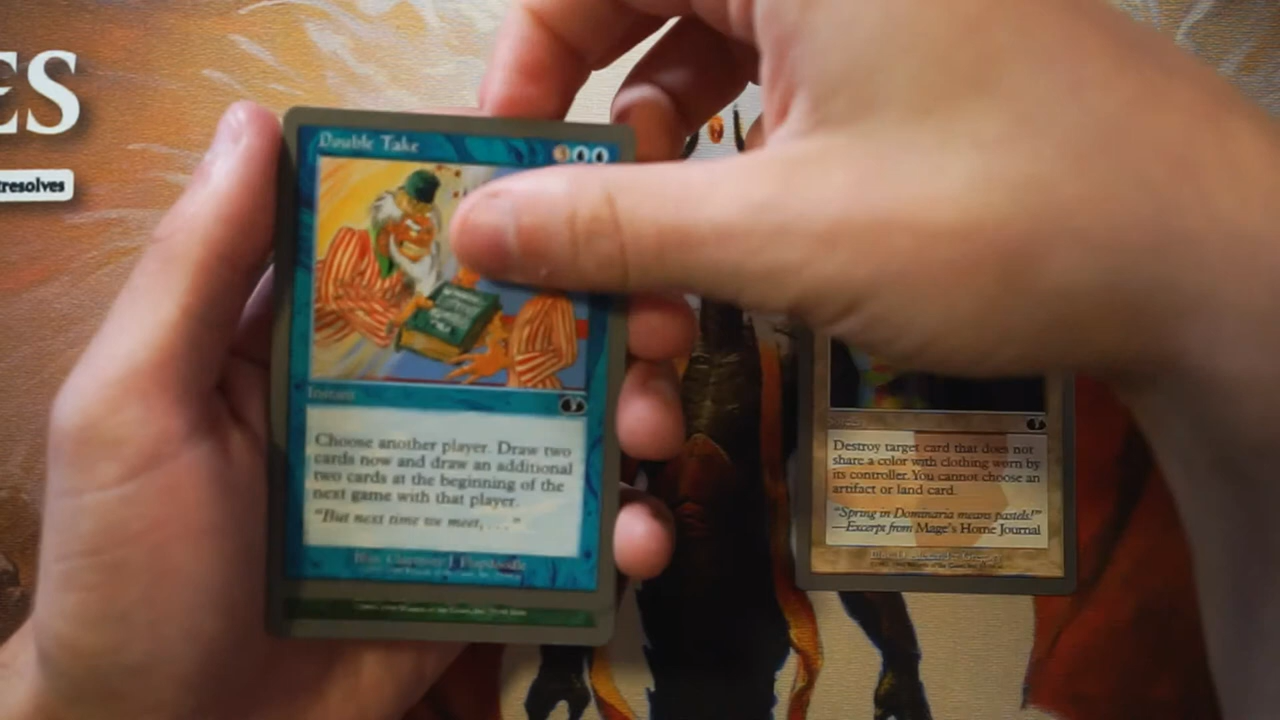 ES
tresolves
Double Take
3
Instant
Choose another player. Draw two
cards now and draw an additional
two cards at the beginning of the
next game with that player.
"But next time we meet, . . ."
Destroy target card that does not
share a color with clothing worn by
its controller. You cannot choose an
artifact or land card.
"Spring in Dominaria means pastels!"
—Excerpt from Mage's Home Journal